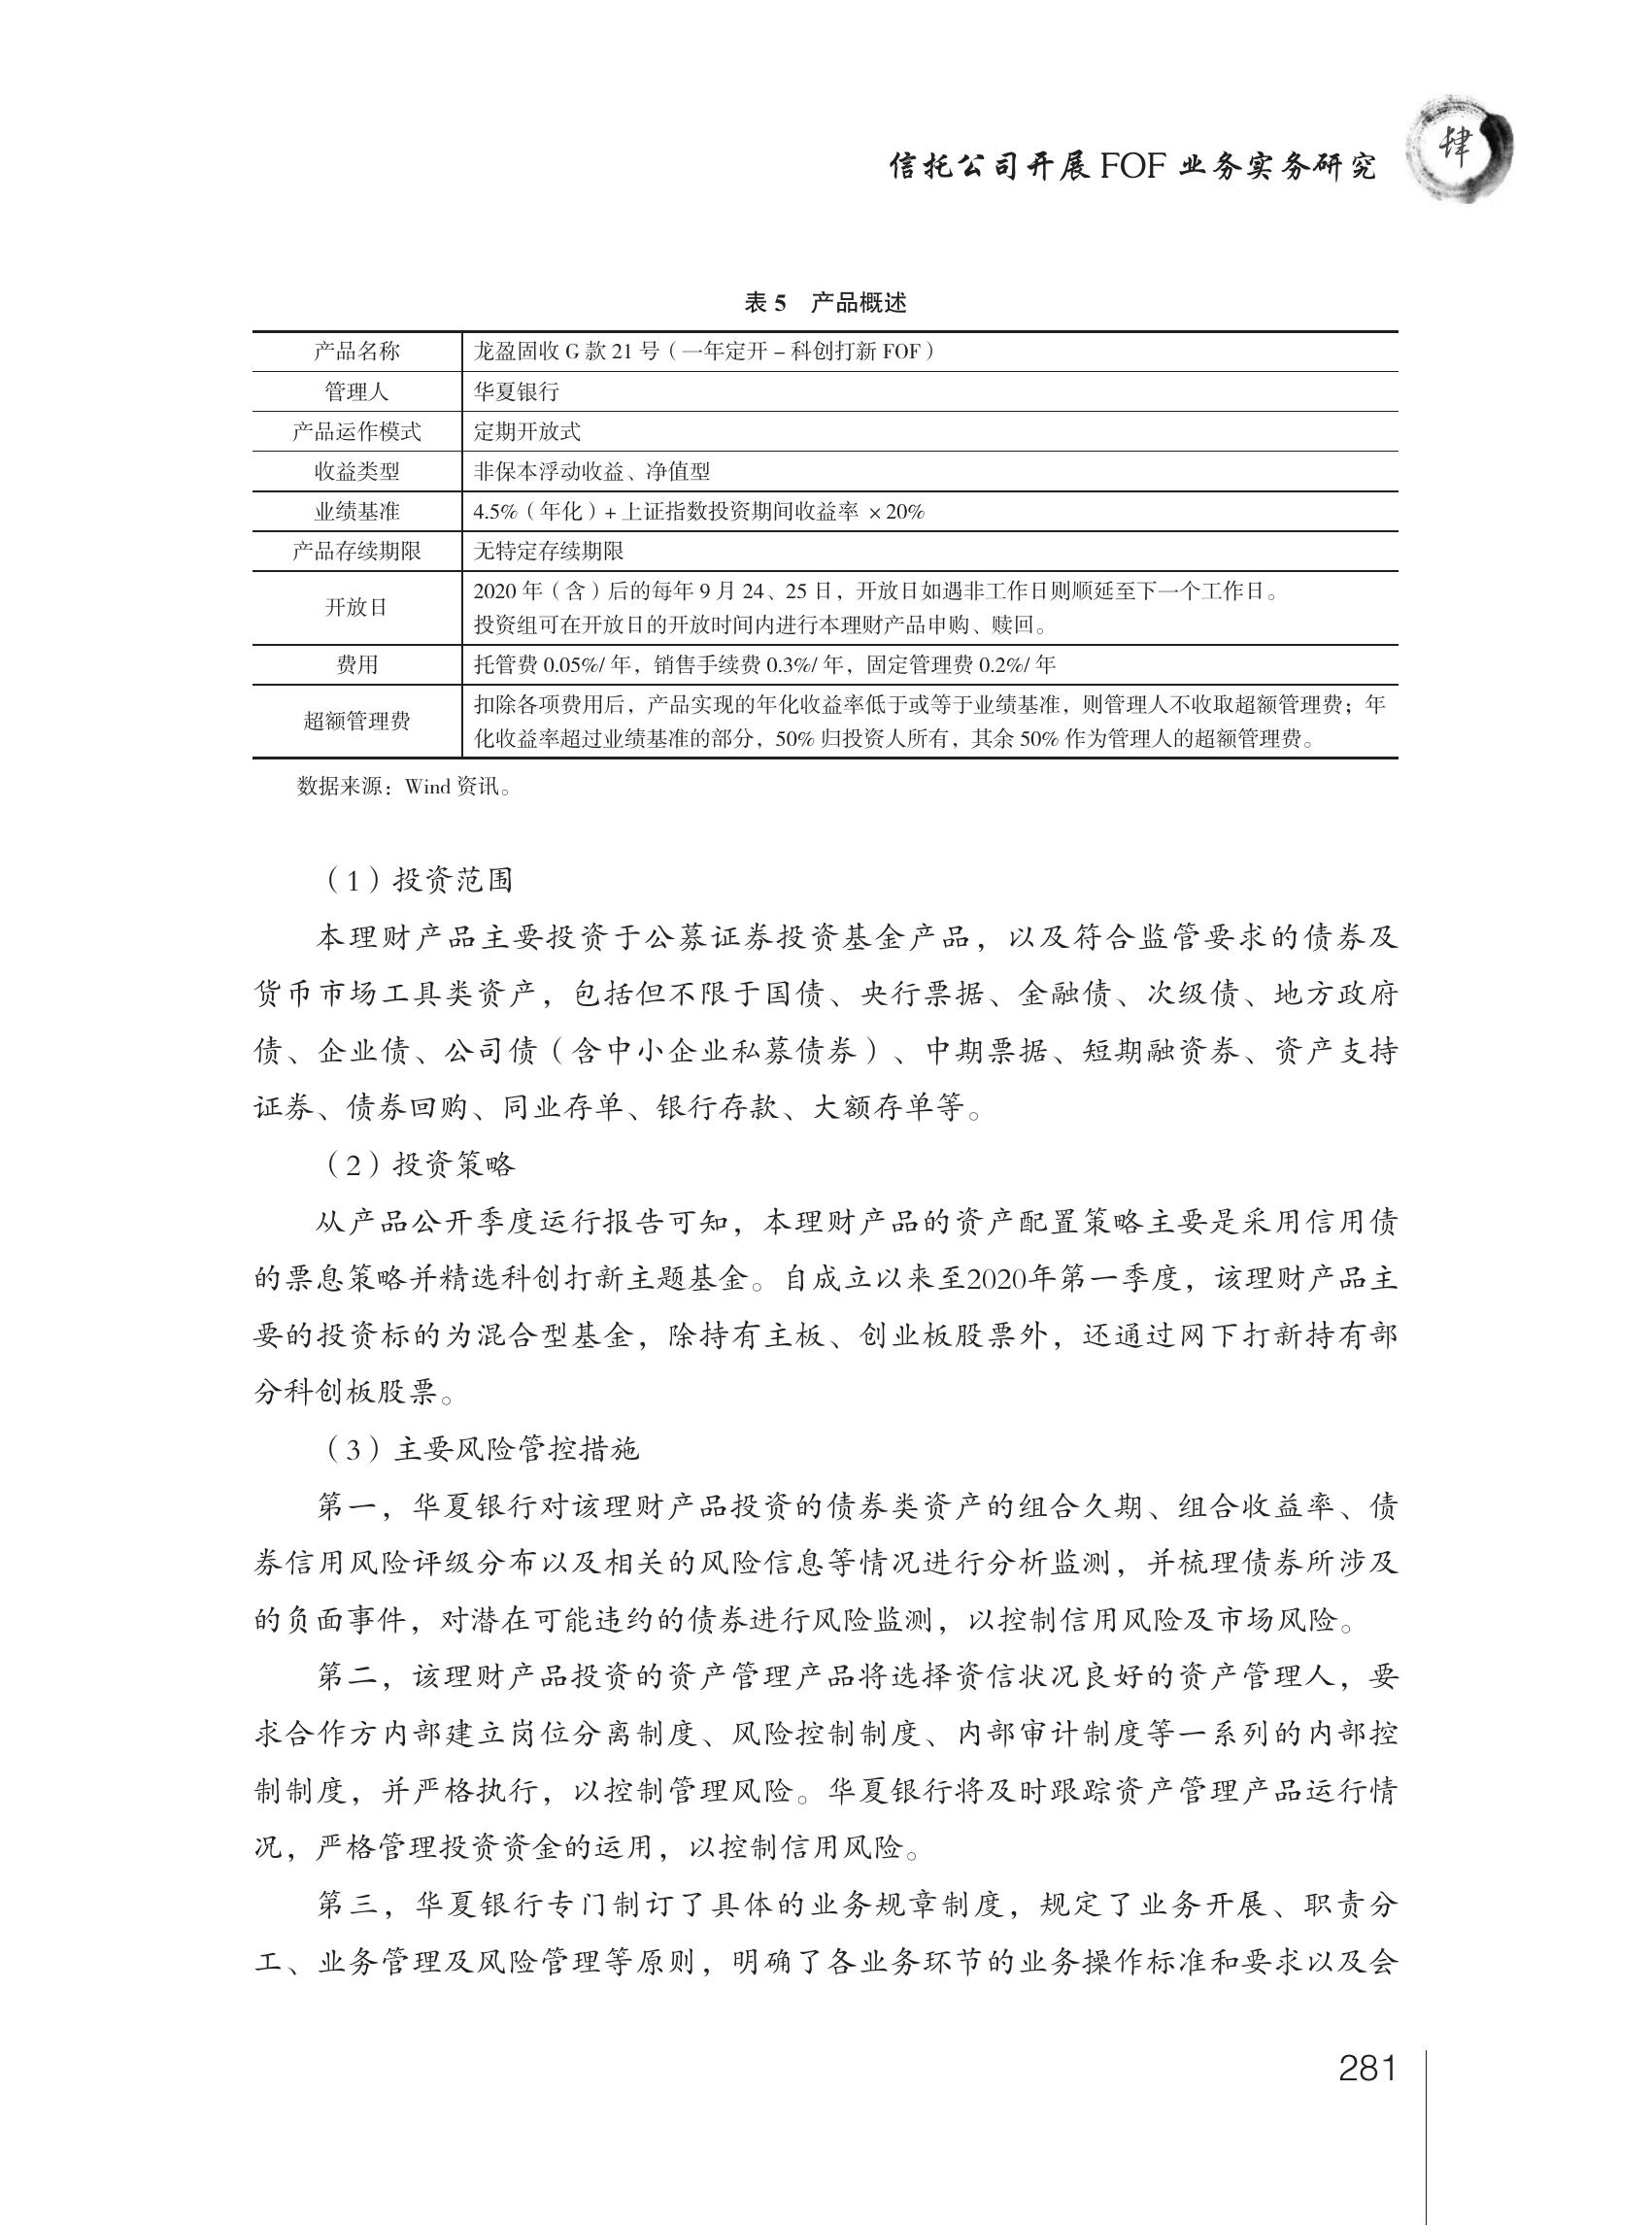 信托公司开展 FOF 业务实务研究
肆
表 5 产品概述
产品名称 龙盈固收 G 款 21 号（一年定开 – 科创打新 FOF）
管理人 华夏银行
产品运作模式 定期开放式
收益类型 非保本浮动收益、净值型
业绩基准 4.5%（年化）+ 上证指数投资期间收益率 ×20%
产品存续期限 无特定存续期限
开放日 2020 年（含）后的每年 9 月 24、25 日，开放日如遇非工作日则顺延至下一个工作日。
投资组可在开放日的开放时间内进行本理财产品申购、赎回。
费用 托管费 0.05%/ 年，销售手续费 0.3%/ 年，固定管理费 0.2%/ 年
超额管理费 扣除各项费用后，产品实现的年化收益率低于或等于业绩基准，则管理人不收取超额管理费；年
化收益率超过业绩基准的部分，50% 归投资人所有，其余 50% 作为管理人的超额管理费。
数据来源：Wind 资讯。
（1）投资范围
本理财产品主要投资于公募证券投资基金产品，以及符合监管要求的债券及
货币市场工具类资产，包括但不限于国债、央行票据、金融债、次级债、地方政府
债、企业债、公司债（含中小企业私募债券）、中期票据、短期融资券、资产支持
证券、债券回购、同业存单、银行存款、大额存单等。
（2）投资策略
从产品公开季度运行报告可知，本理财产品的资产配置策略主要是采用信用债
的票息策略并精选科创打新主题基金。自成立以来至2020年第一季度，该理财产品主
要的投资标的为混合型基金，除持有主板、创业板股票外，还通过网下打新持有部
分科创板股票。
（3）主要风险管控措施
第一，华夏银行对该理财产品投资的债券类资产的组合久期、组合收益率、债
券信用风险评级分布以及相关的风险信息等情况进行分析监测，并梳理债券所涉及
的负面事件，对潜在可能违约的债券进行风险监测，以控制信用风险及市场风险。
第二，该理财产品投资的资产管理产品将选择资信状况良好的资产管理人，要
求合作方内部建立岗位分离制度、风险控制制度、内部审计制度等一系列的内部控
制制度，并严格执行，以控制管理风险。华夏银行将及时跟踪资产管理产品运行情
况，严格管理投资资金的运用，以控制信用风险。
第三，华夏银行专门制订了具体的业务规章制度，规定了业务开展、职责分
工、业务管理及风险管理等原则，明确了各业务环节的业务操作标准和要求以及会
281